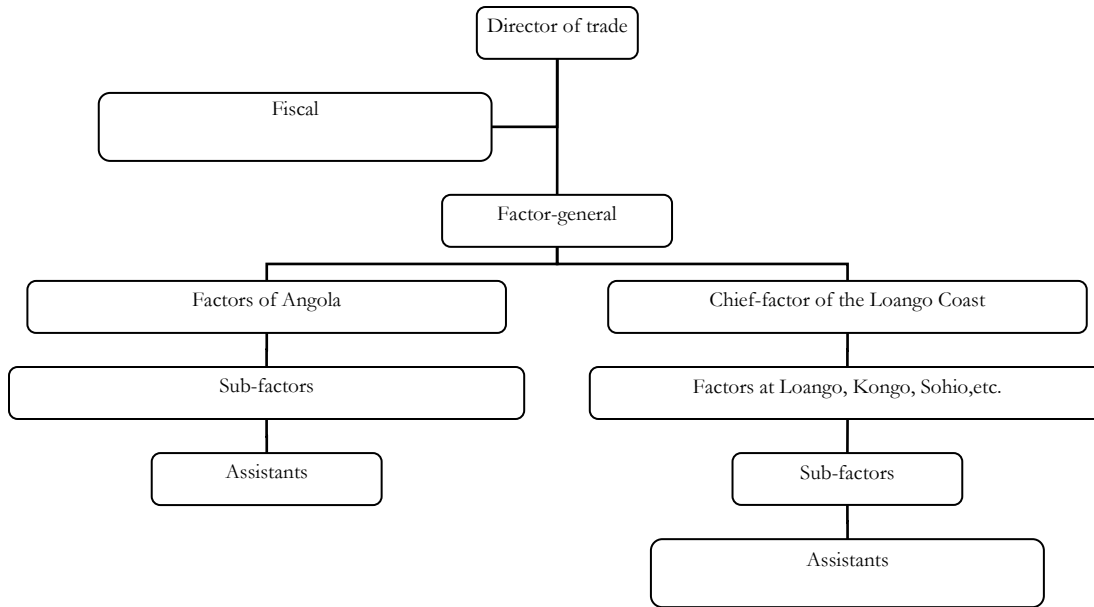 Director of trade
Fiscal
Factor-general
Factors of Angola
Chief-factor of the Loango Coast
Sub-factors
Factors at Loango, Kongo, Sohio,etc.
Assistants
Sub-factors
Assistants